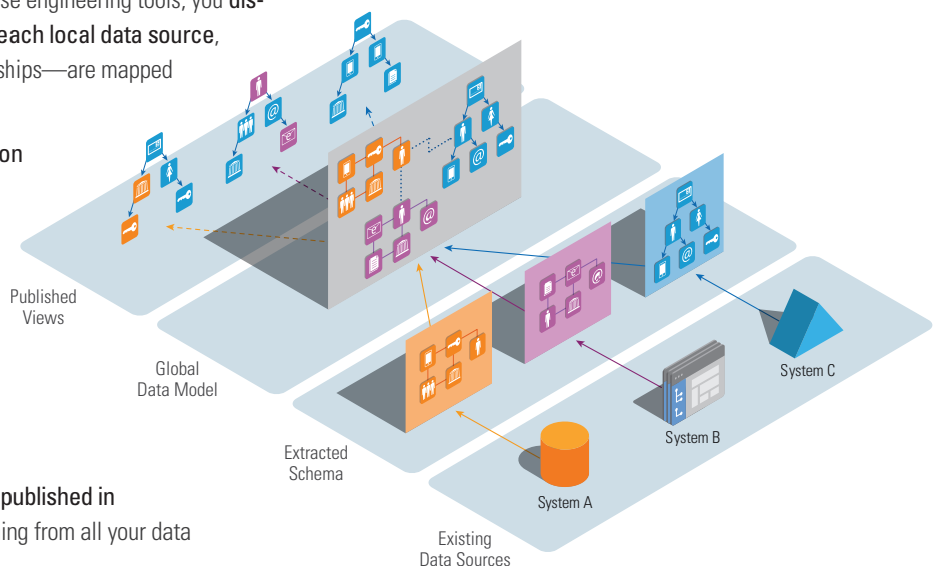 se engineering tools, you dis-
each local data source,
ships—are mapped
on
published in
ing from all your data
Published
Views
Global
Data Model
Extracted
Schema
Existing
Data Sources
System A
System B
System C